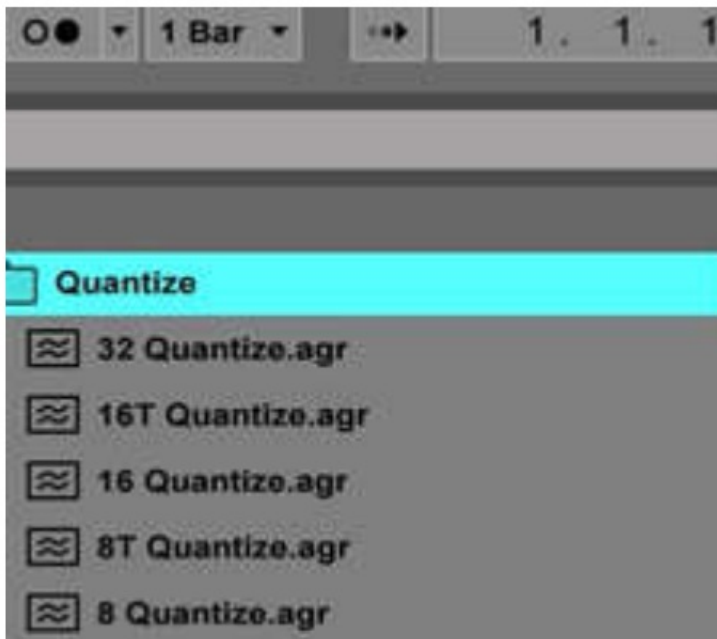 1 Bar 1. 1. 1
Quantize
32 Quantize.agr
16T Quantize.agr
16 Quantize.agr
8T Quantize.agr
8 Quantize.agr